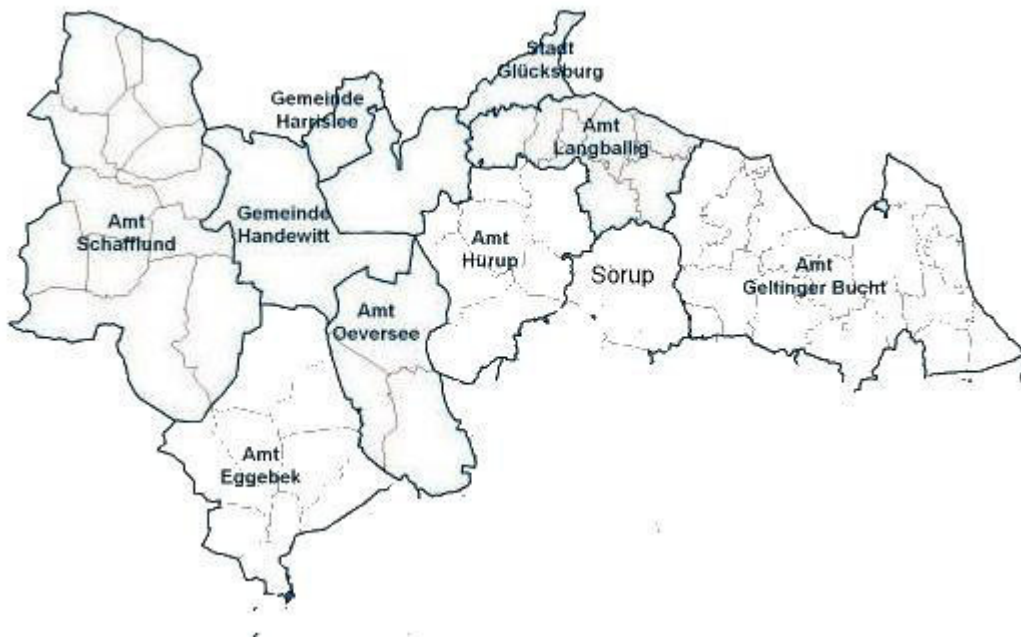 Stadt
Glücksburg
Gemeinde
Harrislee
Amt
Langballig
Amt
Schafflund
Gemeinde
Handewitt
Amt
Hürup
Sörup
Amt
Geltinger Bucht
Amt
Oeversee
Amt
Eggebek